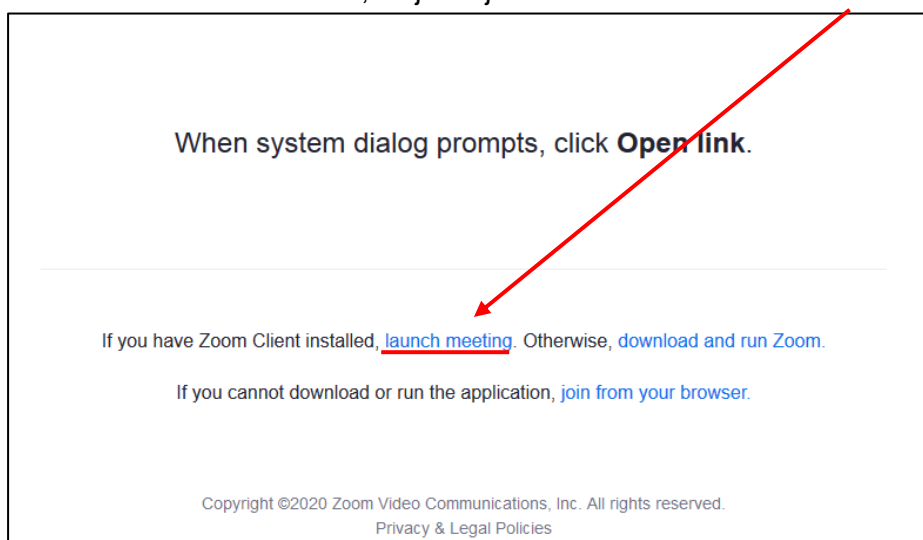 When system dialog prompts, click Open link.
If you have Zoom Client installed, launch meeting. Otherwise, download and run Zoom.
If you cannot download or run the application, join from your browser.
Copyright ©2020 Zoom Video Communications, Inc. All rights reserved.
Privacy & Legal Policies